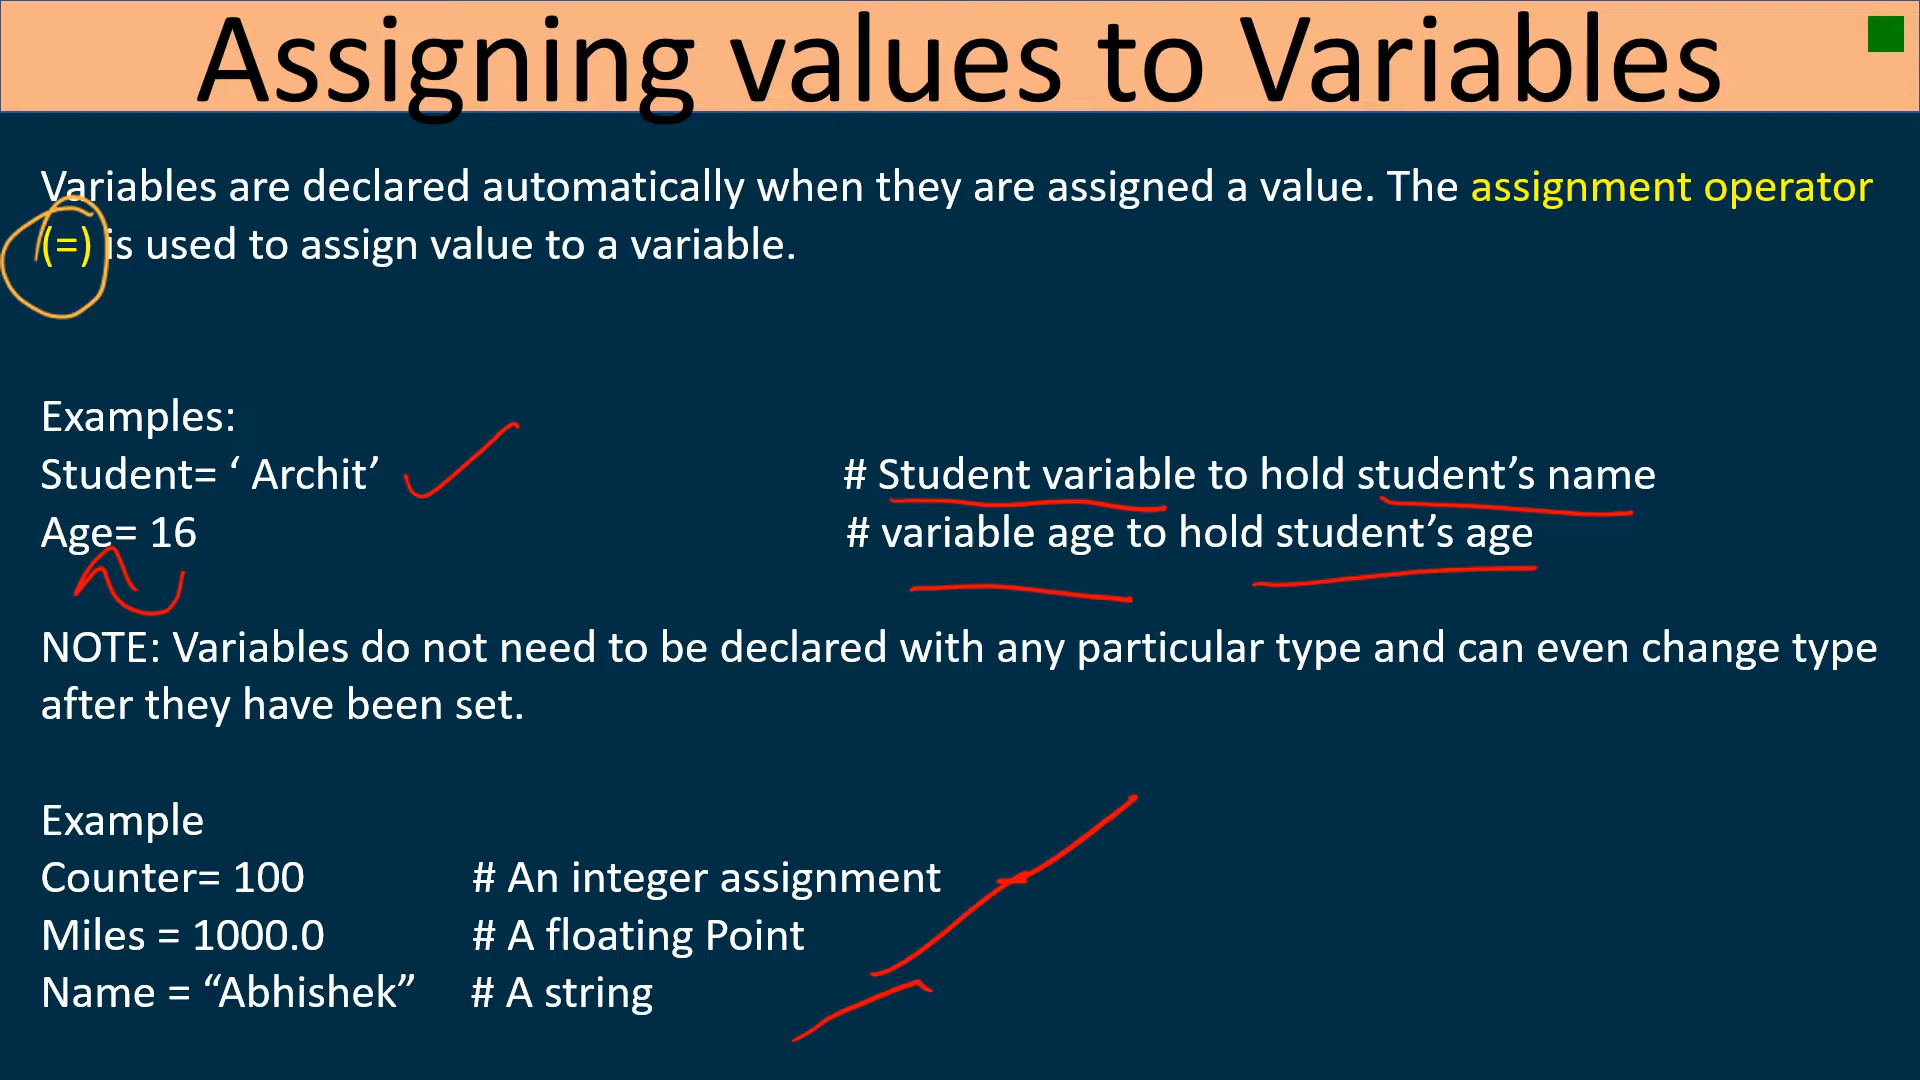 Assigning values to Variables
Variables are declared automatically when they are assigned a value. The assignment operator
(=) is used to assign value to a variable.
Examples:
Student= ‘ Archit’ # Student variable to hold student’s name
Age= 16 # variable age to hold student’s age
NOTE: Variables do not need to be declared with any particular type and can even change type
after they have been set.
Example
Counter= 100 # An integer assignment
Miles = 1000.0 # A floating Point
Name = “Abhishek” # A string